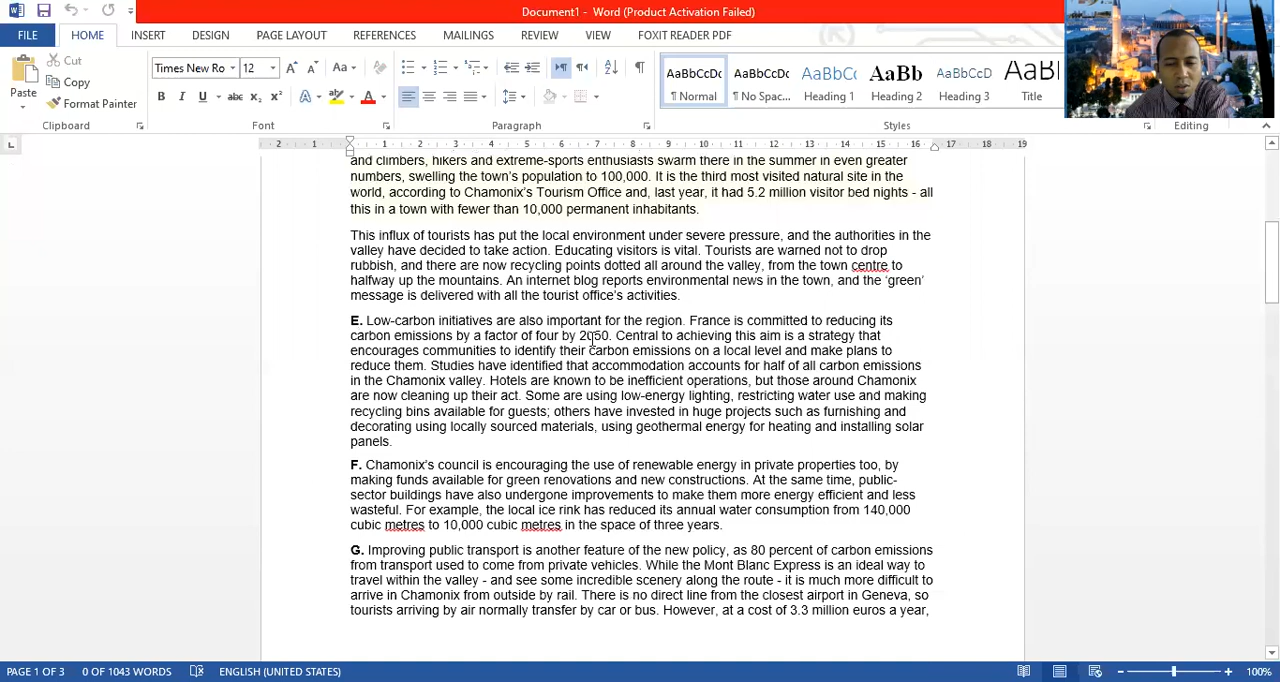 Document1 - Word (Product Activation Failed)
FILE HOME INSERT DESIGN PAGE LAYOUT REFERENCES MAILINGS REVIEW VIEW FOXIT READER PDF
Paste
Cut
Copy
Format Painter
Clipboard
Times New Ro 12
Font
Paragraph
AaBbCcDc AaBbCcDc AaBbCc AaBb AaBbCcD AaBb
¶ Normal ¶ No Spac... Heading 1 Heading 2 Heading 3 Title
Styles
Editing
2 1 1 2 3 4 5 6 7 8 9 10 11 12 13 14 15 16 17 18 19
and climbers, hikers and extreme-sports enthusiasts swarm there in the summer in even greater
numbers, swelling the town's population to 100,000. It is the third most visited natural site in the
world, according to Chamonix's Tourism Office and, last year, it had 5.2 million visitor bed nights - all
this in a town with fewer than 10,000 permanent inhabitants.
This influx of tourists has put the local environment under severe pressure, and the authorities in the
valley have decided to take action. Educating visitors is vital. Tourists are warned not to drop
rubbish, and there are now recycling points dotted all around the valley, from the town centre to
halfway up the mountains. An internet blog reports environmental news in the town, and the 'green'
message is delivered with all the tourist office's activities.
E. Low-carbon initiatives are also important for the region. France is committed to reducing its
carbon emissions by a factor of four by 2050. Central to achieving this aim is a strategy that
encourages communities to identify their carbon emissions on a local level and make plans to
reduce them. Studies have identified that accommodation accounts for half of all carbon emissions
in the Chamonix valley. Hotels are known to be inefficient operations, but those around Chamonix
are now cleaning up their act. Some are using low-energy lighting, restricting water use and making
recycling bins available for guests; others have invested in huge projects such as furnishing and
decorating using locally sourced materials, using geothermal energy for heating and installing solar
panels.
F. Chamonix's council is encouraging the use of renewable energy in private properties too, by
making funds available for green renovations and new constructions. At the same time, public-
sector buildings have also undergone improvements to make them more energy efficient and less
wasteful. For example, the local ice rink has reduced its annual water consumption from 140,000
cubic metres to 10,000 cubic metres in the space of three years.
G. Improving public transport is another feature of the new policy, as 80 percent of carbon emissions
from transport used to come from private vehicles. While the Mont Blanc Express is an ideal way to
travel within the valley - and see some incredible scenery along the route - it is much more difficult to
arrive in Chamonix from outside by rail. There is no direct line from the closest airport in Geneva, so
tourists arriving by air normally transfer by car or bus. However, at a cost of 3.3 million euros a year,
PAGE 1 OF 3 0 OF 1043 WORDS ENGLISH (UNITED STATES) 100%